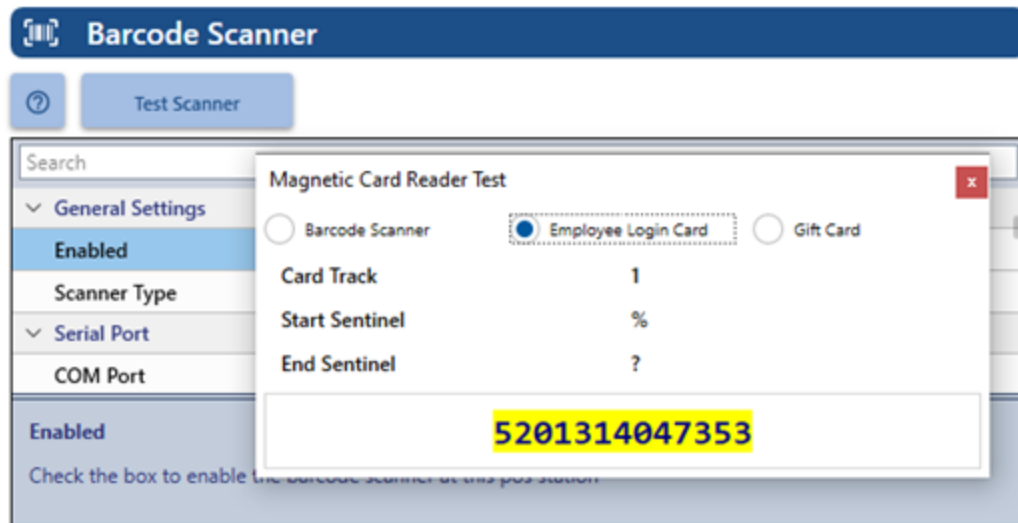 Barcode Scanner
Test Scanner
Search
General Settings
Enabled
Scanner Type
Serial Port
COM Port
Magnetic Card Reader Test
x
Barcode Scanner
Employee Login Card
Gift Card
Card Track 1
Start Sentinel %
End Sentinel ?
5201314047353
Enabled
Check the box to enable the barcode scanner at this pos station